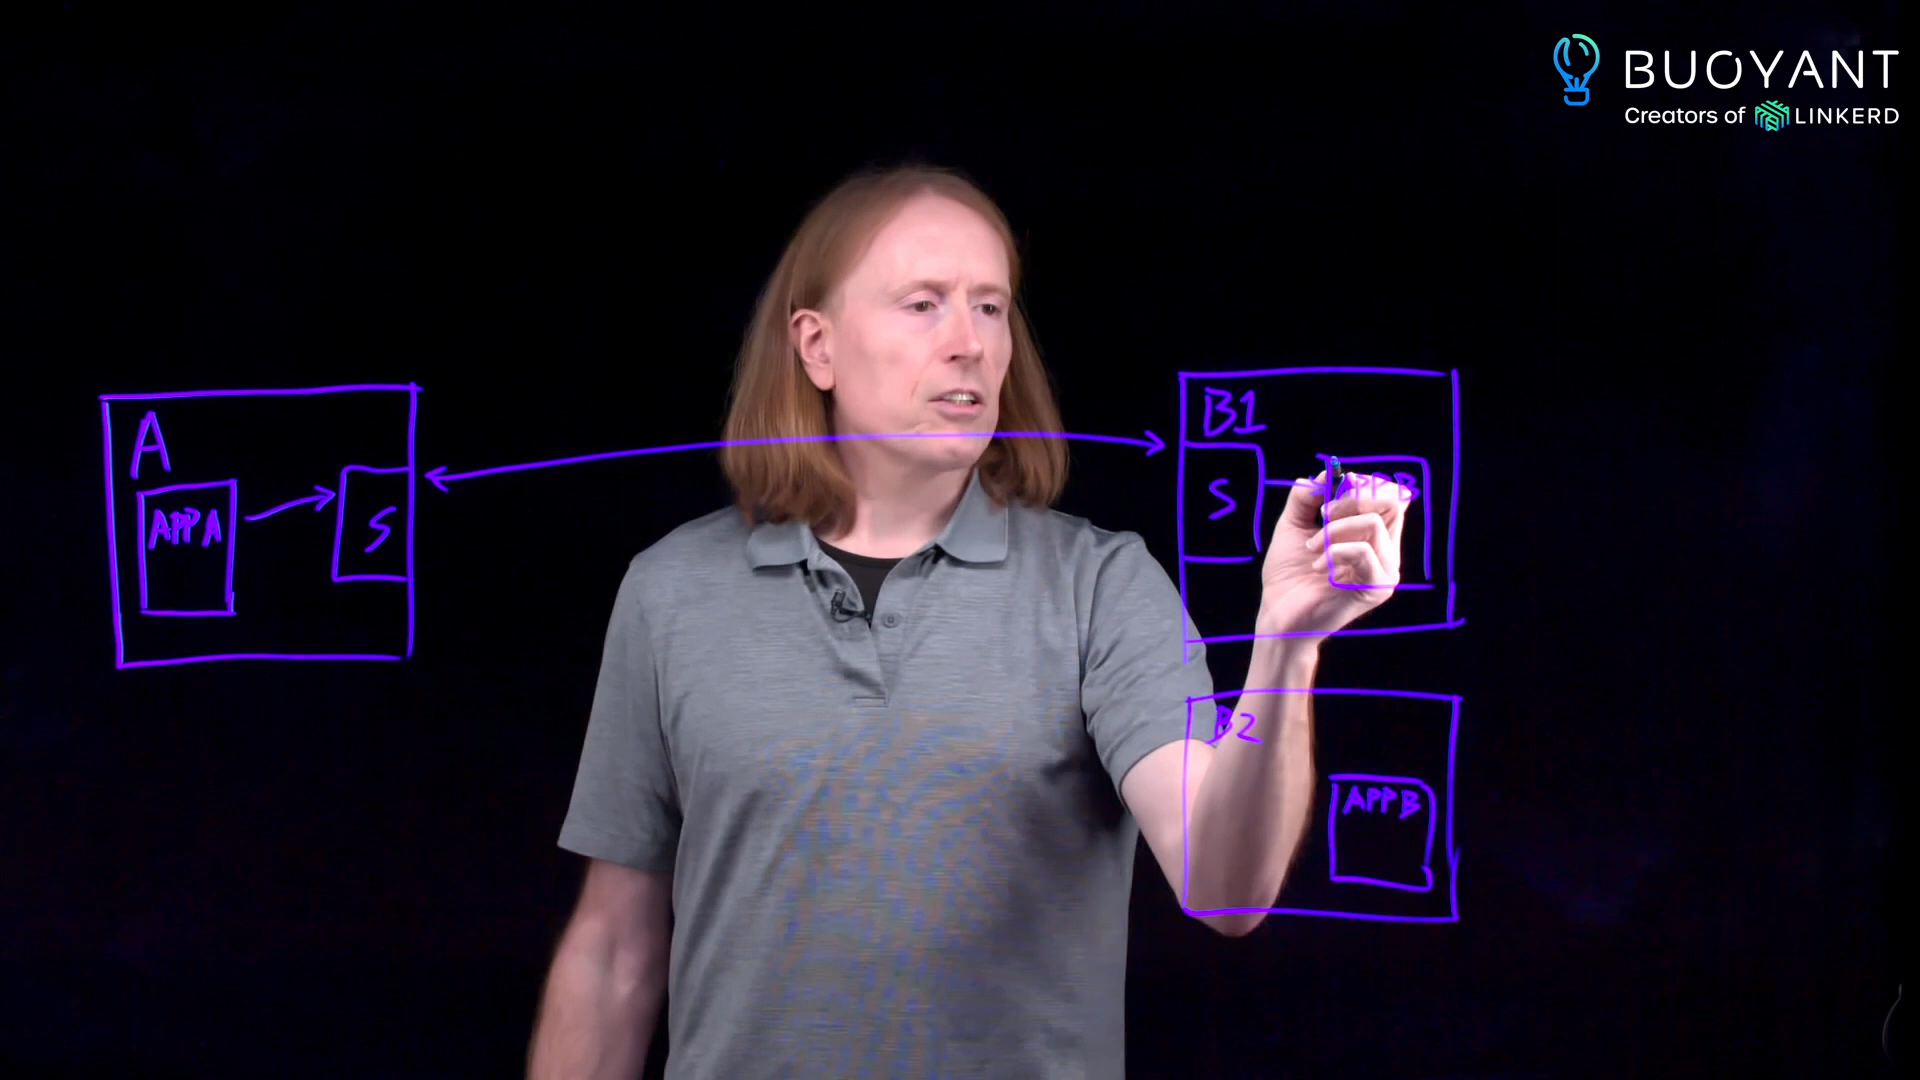 BUOYANT
Creators of LINKERD
A
APP A
S
B1
S
APP B
B2
APP B